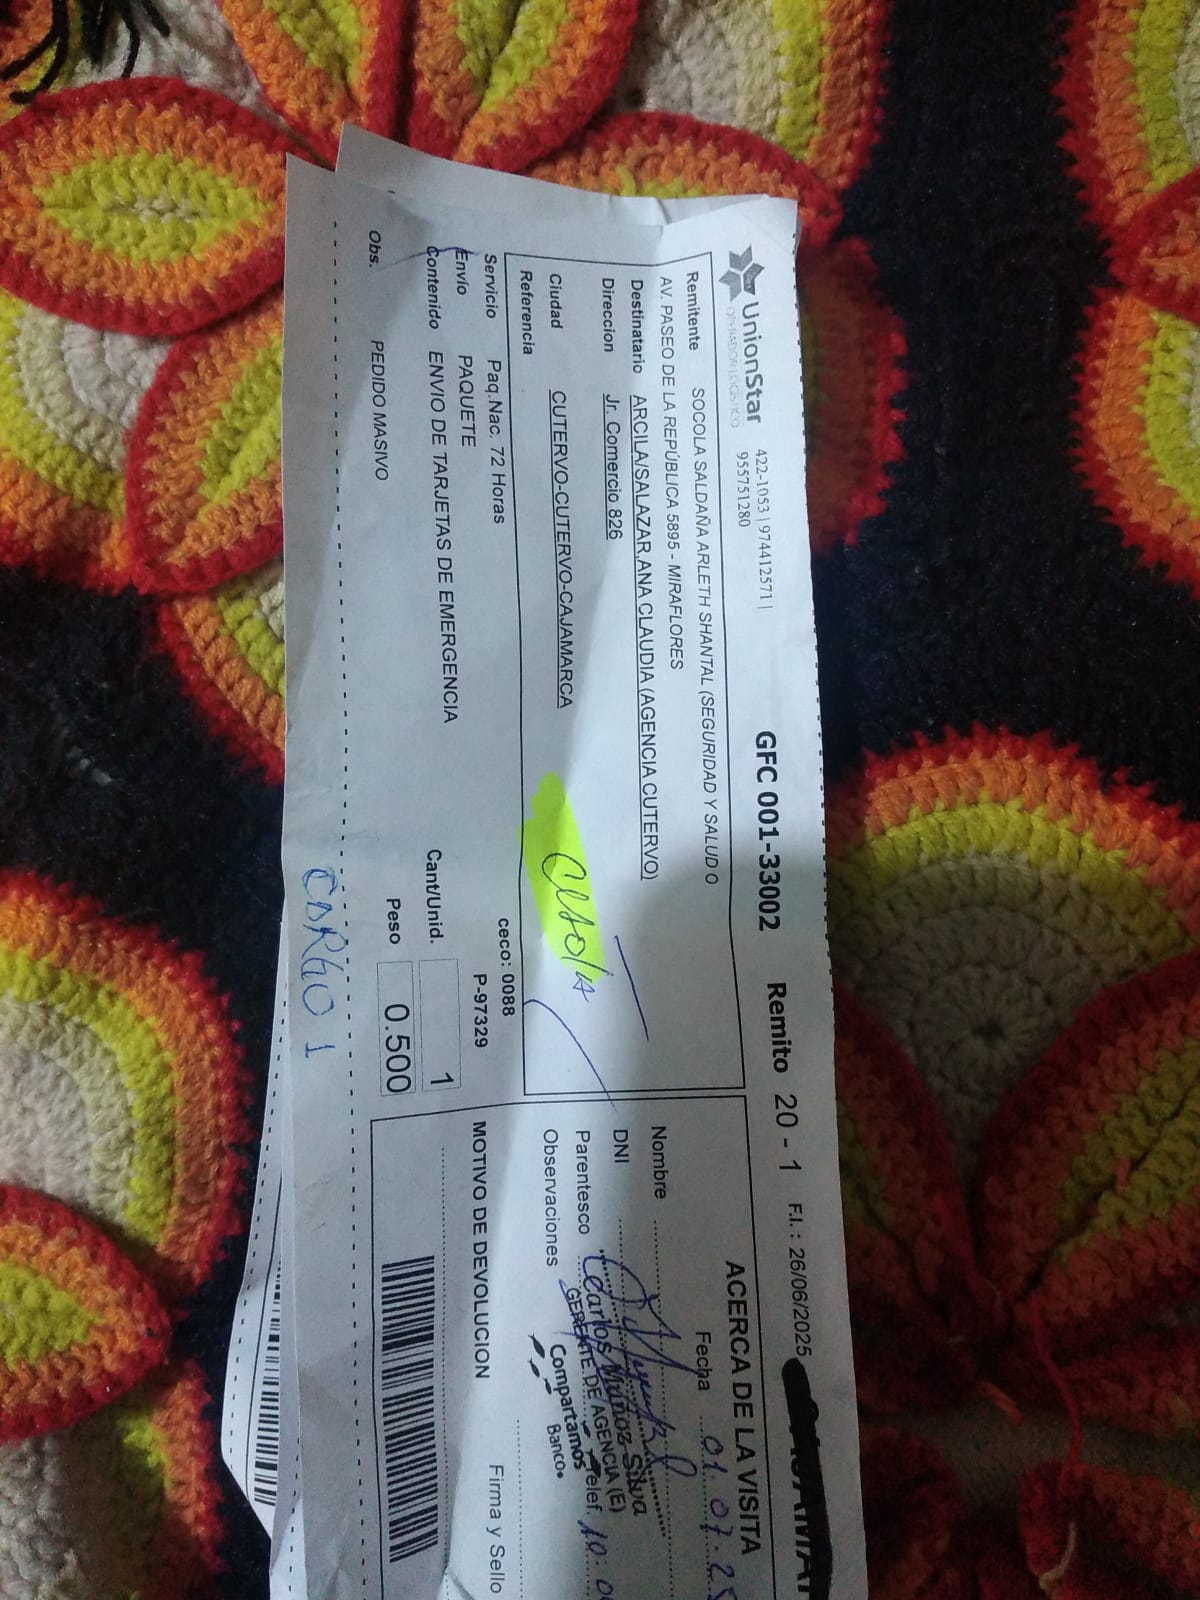 UnionStar
OPERADOR LOGISTICO
422-1053 | 974412571 |
955751280
GFC 001-33002
Remito 20 - 1
F.I.: 26/06/2025
Remitente SOCOLA SALDAÑA ARLETH SHANTAL (SEGURIDAD Y SALUD O
AV. PASEO DE LA REPÚBLICA 5895 - MIRAFLORES
Destinatario ARCILA/SALAZAR,ANA CLAUDIA (AGENCIA CUTERVO)
Direccion Jr. Comercio 826
Ciudad CUTERVO-CUTERVO-CAJAMARCA
Referencia
Servicio Paq.Nac. 72 Horas
ceco: 0088
Envío PAQUETE
P-97329
Contenido ENVIO DE TARJETAS DE EMERGENCIA
Cant/Unid. 1
Peso 0.500
Obs. PEDIDO MASIVO
ACERCA DE LA VISITA
Fecha 01.07.25
Nombre
DNI
Parentesco
Telef.
Observaciones
Carlos Muñoz Silva
GERENTE DE AGENCIA (E)
Compartamos
Banco
MOTIVO DE DEVOLUCION
Firma y Sello